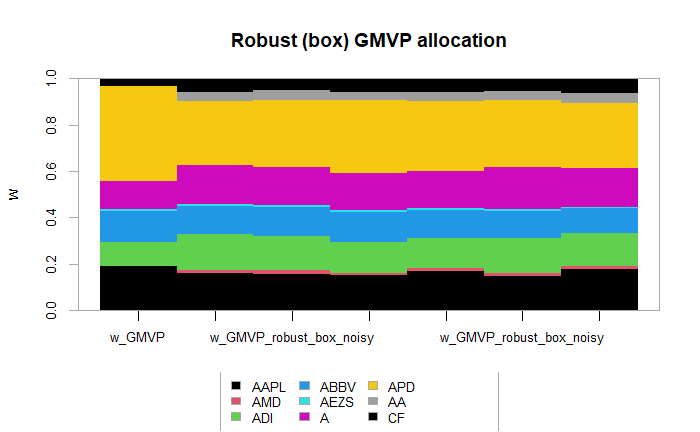 Robust (box) GMVP allocation
1.0
0.8
0.6
0.4
0.2
0.0
w
w_GMVP w_GMVP_robust_box_noisy w_GMVP_robust_box_noisy
AAPL ABBV APD
AMD AEZS AA
ADI A CF